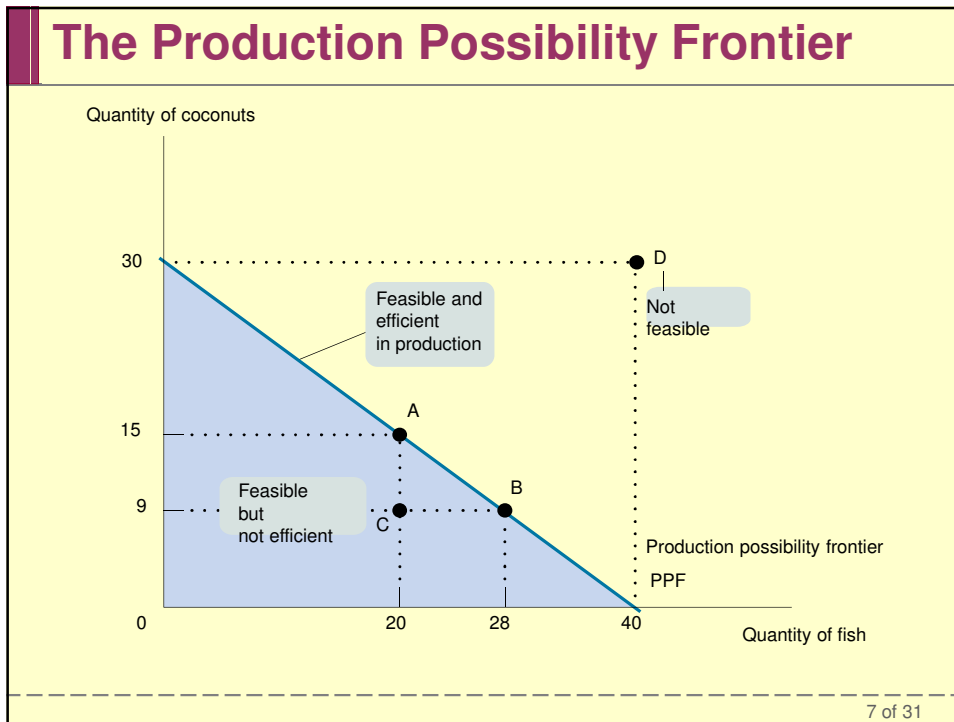 The Production Possibility Frontier
Quantity of coconuts
30
D
Feasible and
efficient
in production
Not
feasible
A
15
B
9
Feasible
but
not efficient
C
Production possibility frontier
PPF
0
20
28
40
Quantity of fish
7 of 31